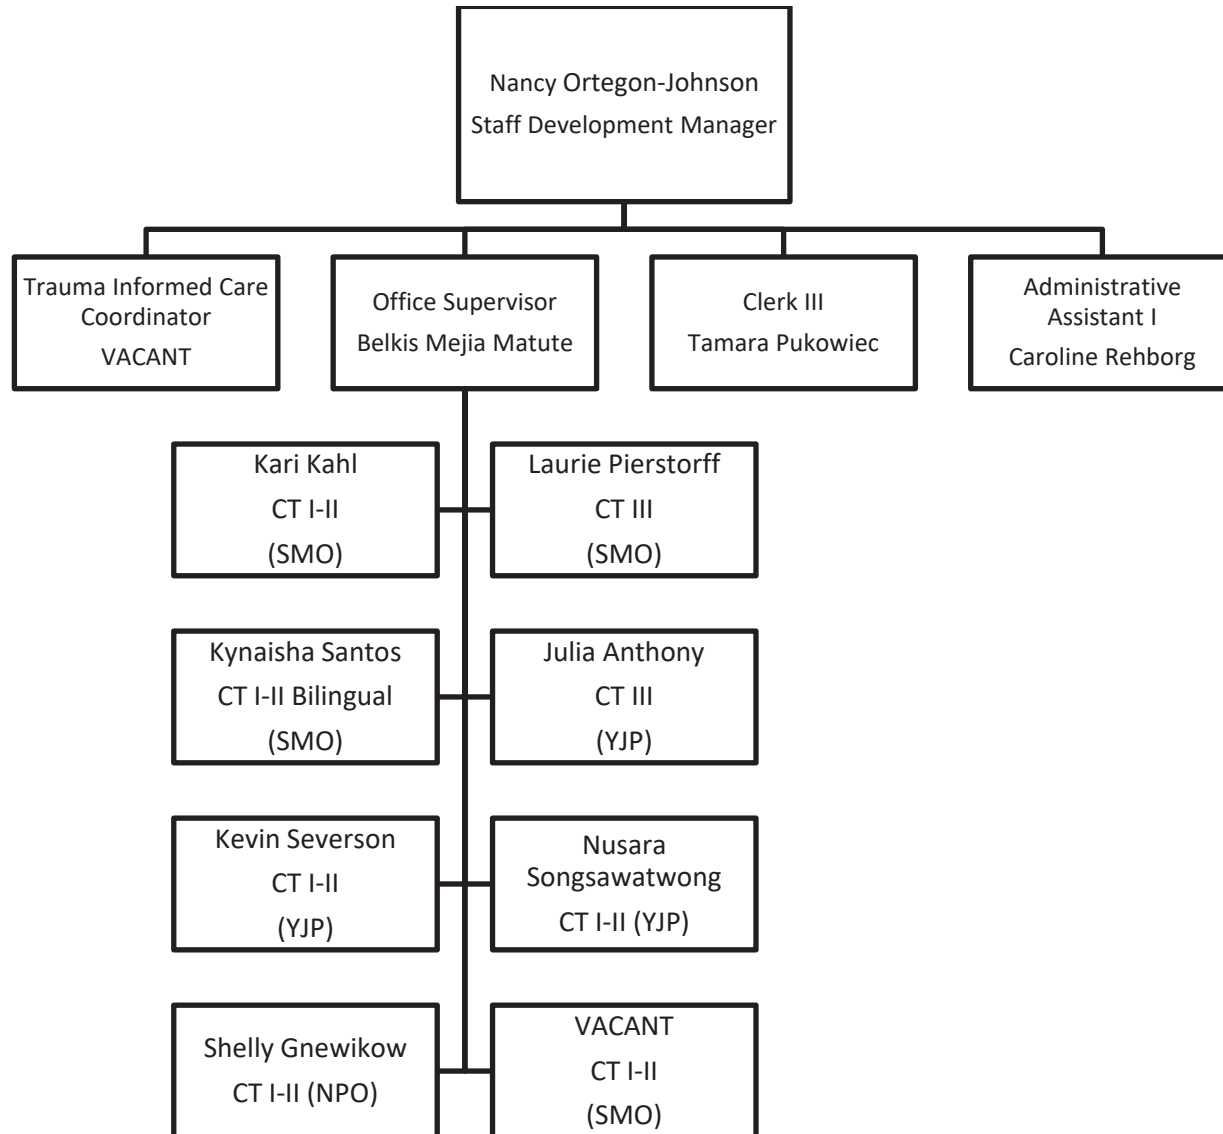 Nancy Ortegon-Johnson
Staff Development Manager
Trauma Informed Care
Coordinator
VACANT
Office Supervisor
Belkis Mejia Matute
Clerk III
Tamara Pukowiec
Administrative
Assistant I
Caroline Rehborg
Kari Kahl
CT I-II
(SMO)
Laurie Pierstorff
CT III
(SMO)
Kynaisha Santos
CT I-II Bilingual
(SMO)
Julia Anthony
CT III
(YJP)
Kevin Severson
CT I-II
(YJP)
Nusara
Songsawatwong
CT I-II (YJP)
Shelly Gnewikow
CT I-II (NPO)
VACANT
CT I-II
(SMO)